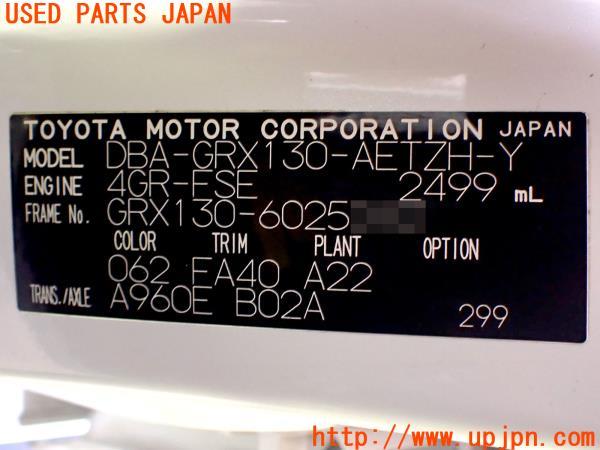 USED PARTS JAPAN
TOYOTA MOTOR CORPORATION JAPAN
MODEL DBA-GRX130-AETZH-Y
ENGINE 4GR-FSE 2499 mL
FRAME No. GRX130-6025
COLOR TRIM PLANT OPTION
062 FA40 A22
TRANS./AXLE A960E B02A
299
http://www.upjpn.com